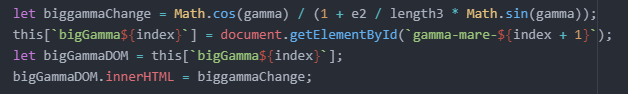 let biggammaChange = Math.cos(gamma) / (1 + e2 / length3 * Math.sin(gamma));
this[`bigGamma${index}`] = document.getElementById(`gamma-mare-${index + 1}`);
let bigGammaDOM = this[`bigGamma${index}`];
bigGammaDOM.innerHTML = biggammaChange;